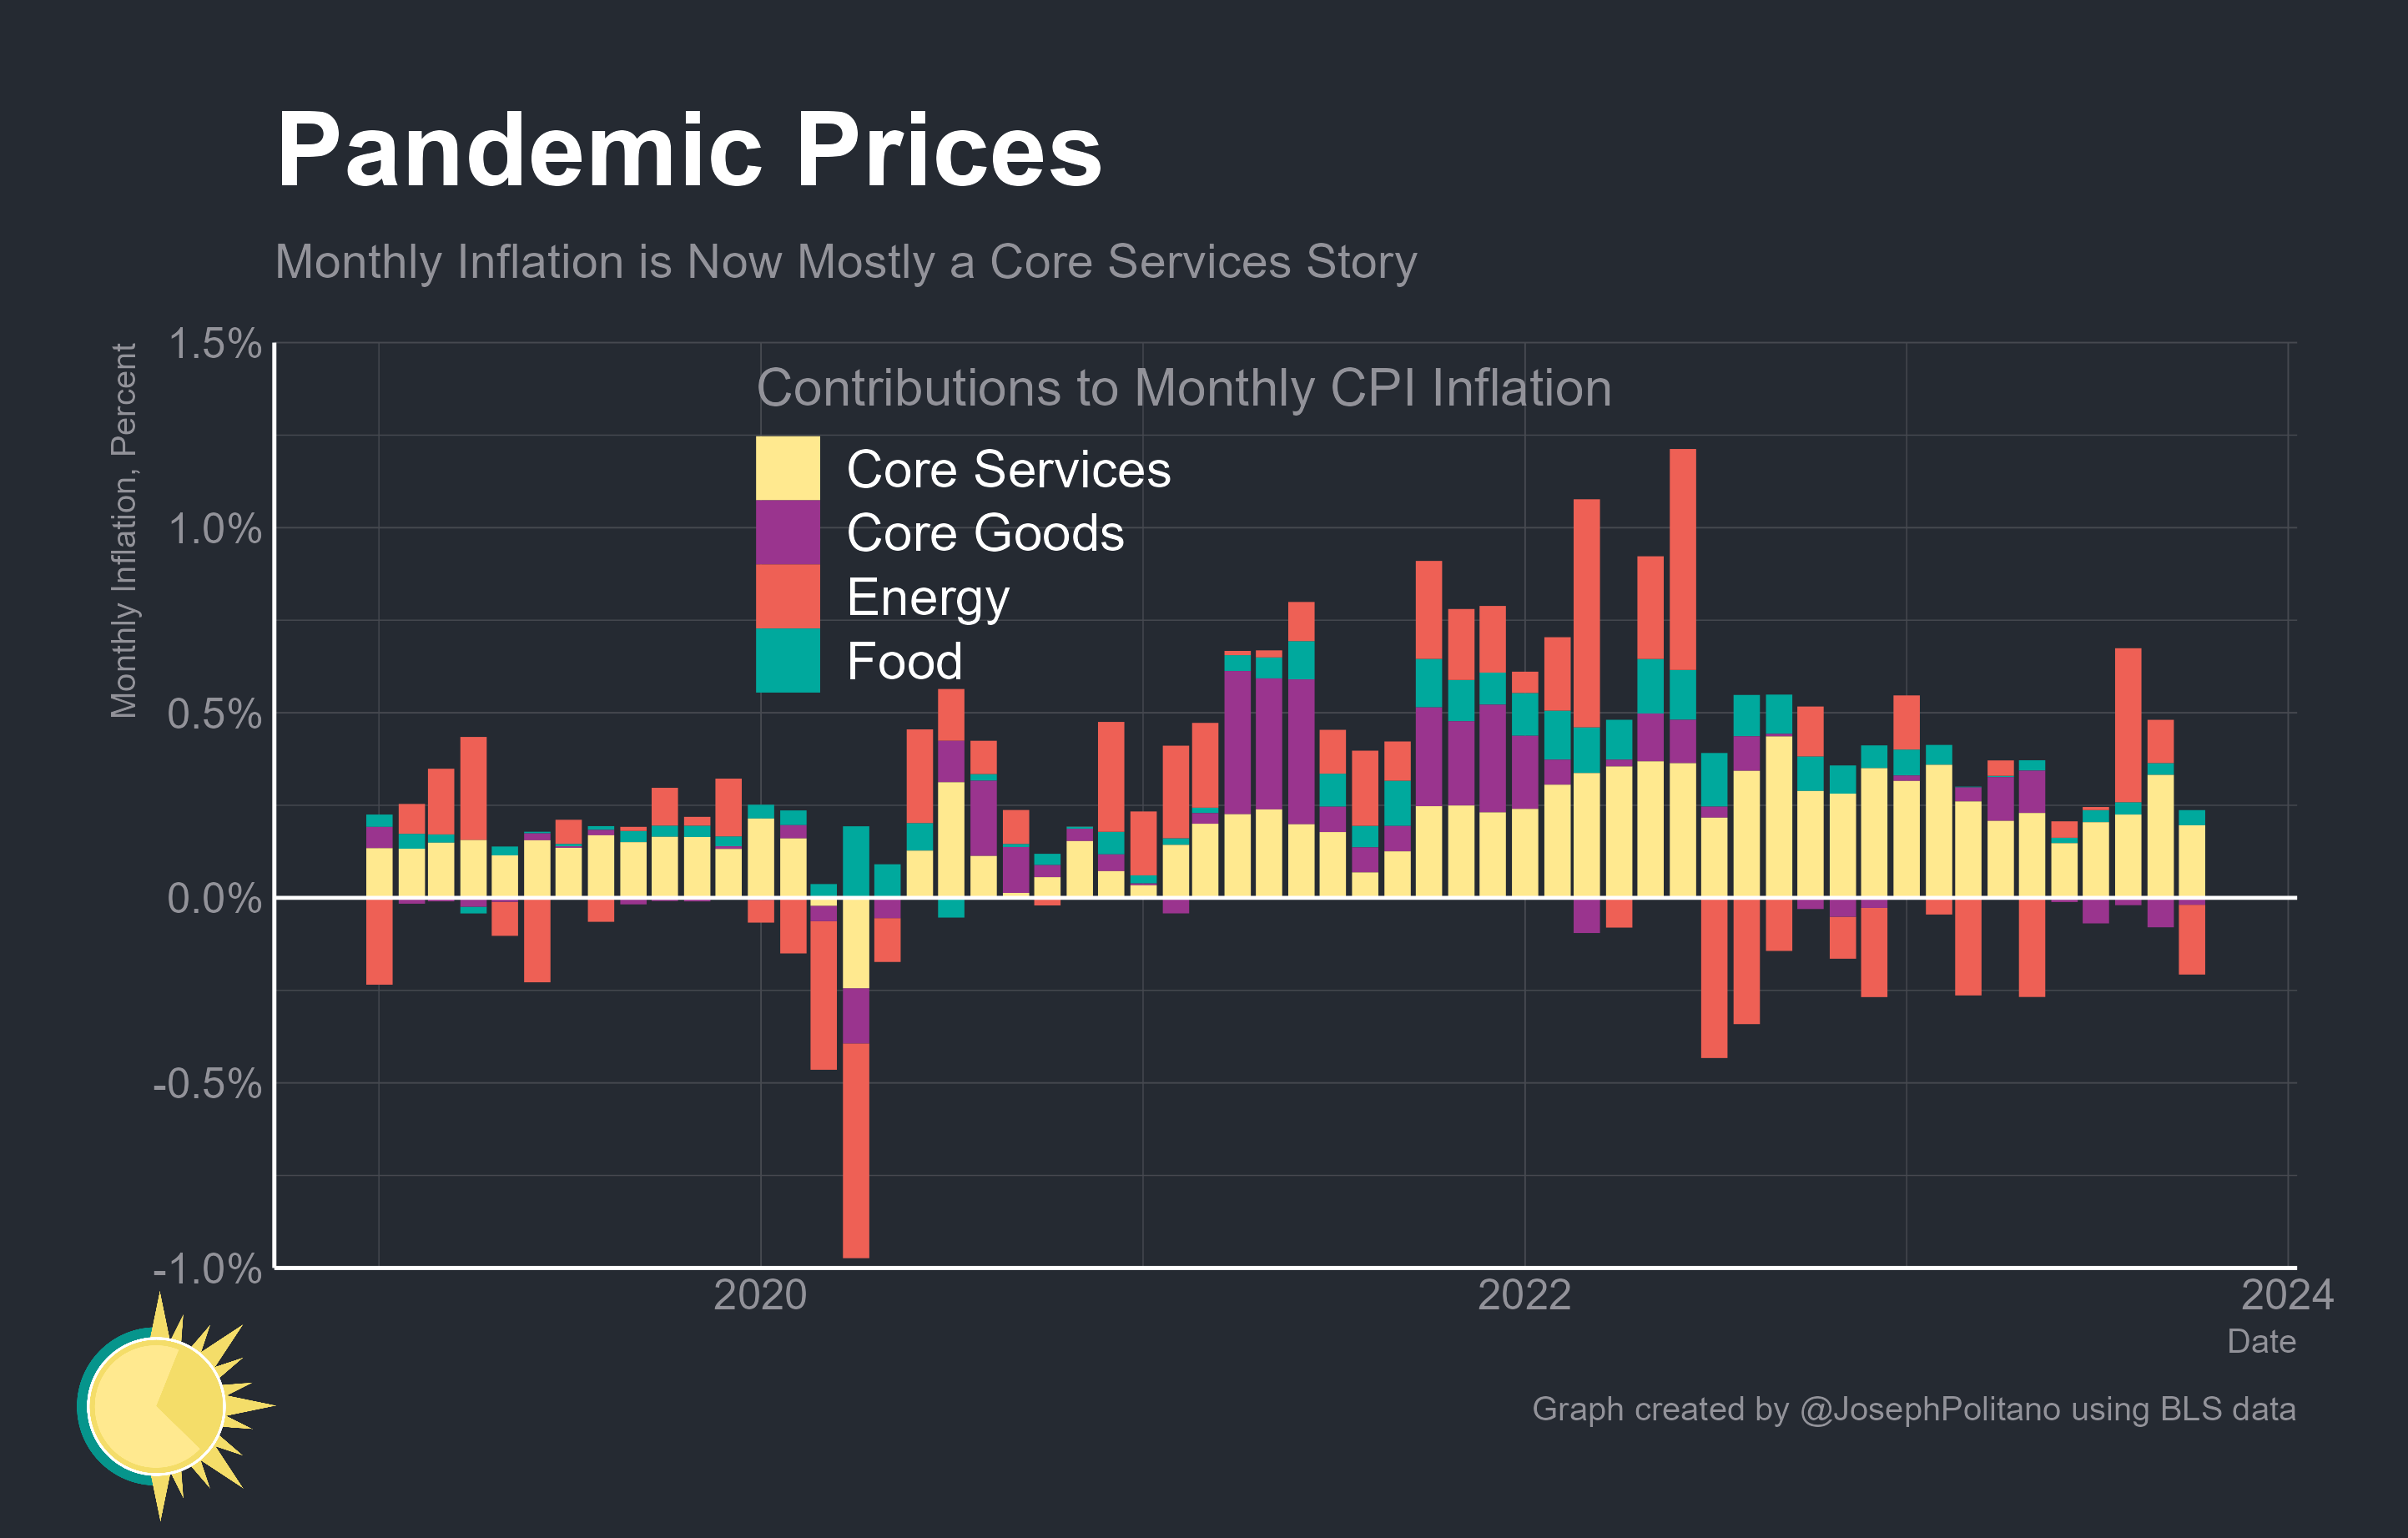 Pandemic Prices
Monthly Inflation is Now Mostly a Core Services Story
Monthly Inflation, Percent
1.5%
1.0%
0.5%
0.0%
-0.5%
-1.0%
Contributions to Monthly CPI Inflation
Core Services
Core Goods
Energy
Food
2020
2022
2024
Date
Graph created by @JosephPolitano using BLS data